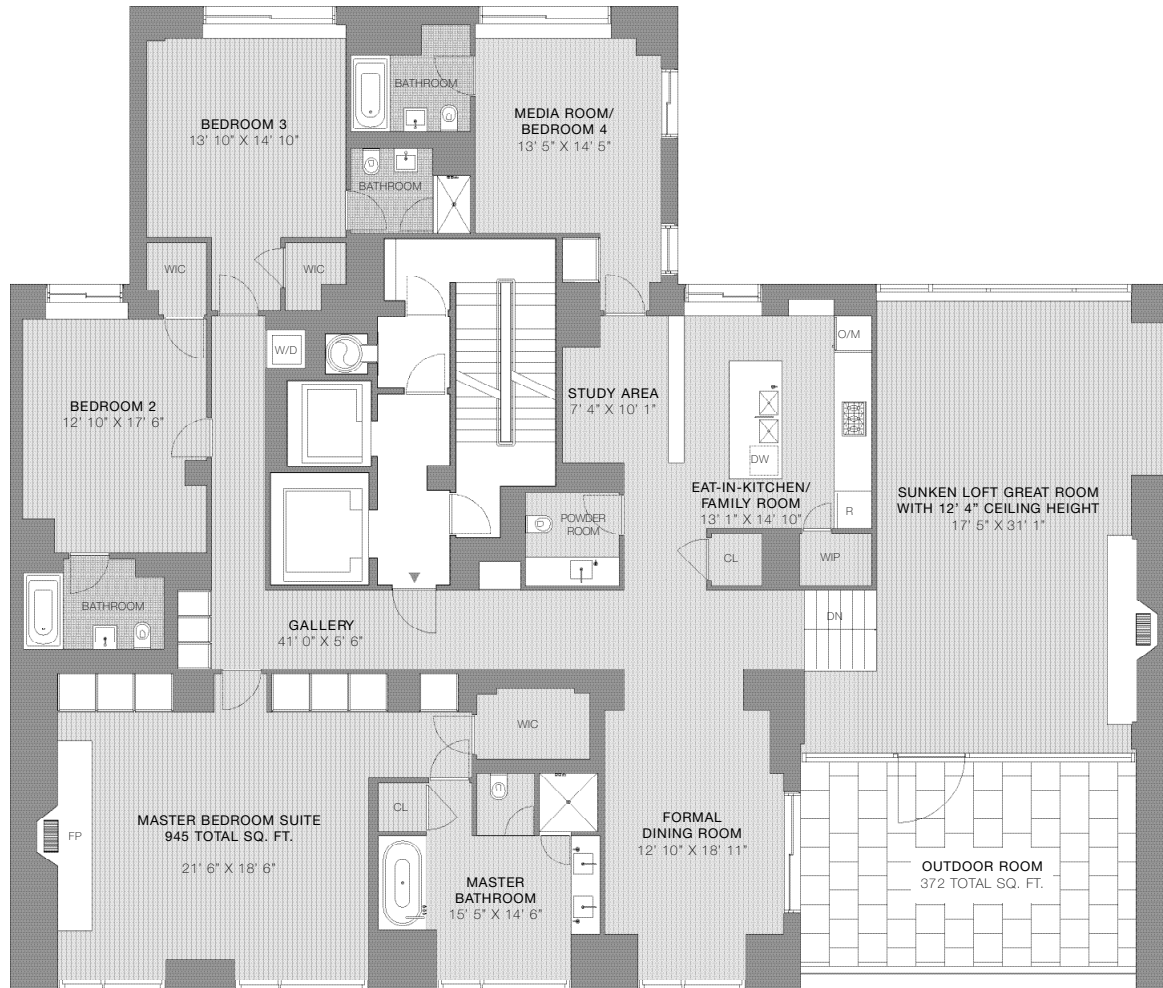 BATHROOM
BEDROOM 3
13' 10" X 14' 10"
MEDIA ROOM/
BEDROOM 4
13' 5" X 14' 5"
BATHROOM
WIC
WIC
W/D
O/M
BEDROOM 2
12' 10" X 17' 6"
STUDY AREA
7' 4" X 10' 1"
DW
EAT-IN-KITCHEN/
FAMILY ROOM
13' 1" X 14' 10"
R
SUNKEN LOFT GREAT ROOM
WITH 12' 4" CEILING HEIGHT
17' 5" X 31' 1"
POWDER
ROOM
CL
WIP
BATHROOM
GALLERY
41' 0" X 5' 6"
DN
WIC
CL
MASTER BEDROOM SUITE
945 TOTAL SQ. FT.
21' 6" X 18' 6"
FP
FORMAL
DINING ROOM
12' 10" X 18' 11"
MASTER
BATHROOM
15' 5" X 14' 6"
OUTDOOR ROOM
372 TOTAL SQ. FT.